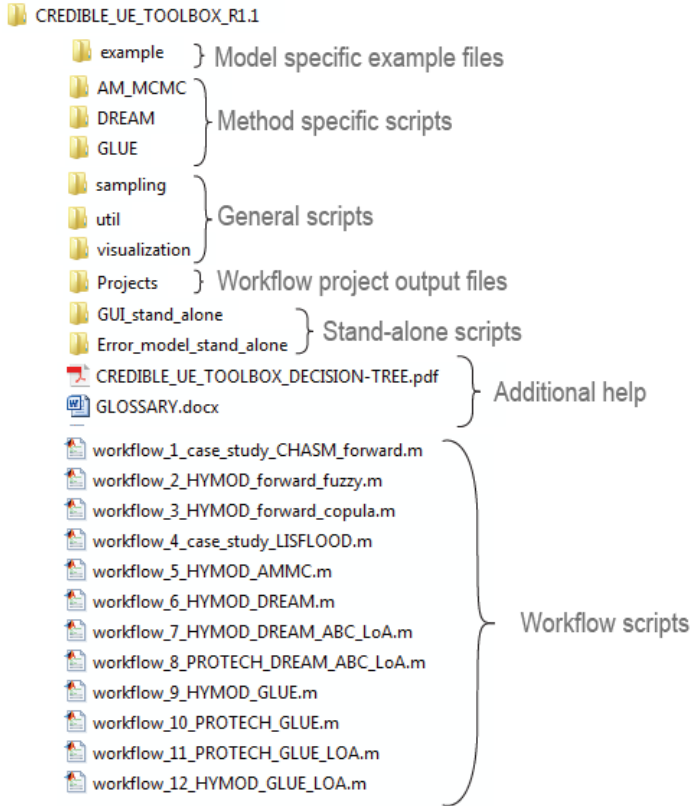 CREDIBLE_UE_TOOLBOX_R1.1
example
Model specific example files
AM_MCMC
DREAM
GLUE
Method specific scripts
sampling
util
visualization
General scripts
Projects
Workflow project output files
GUI_stand_alone
Error_model_stand_alone
Stand-alone scripts
CREDIBLE_UE_TOOLBOX_DECISION-TREE.pdf
GLOSSARY.docx
Additional help
workflow_1_case_study_CHASM_forward.m
workflow_2_HYMOD_forward_fuzzy.m
workflow_3_HYMOD_forward_copula.m
workflow_4_case_study_LISFLOOD.m
workflow_5_HYMOD_AMMC.m
workflow_6_HYMOD_DREAM.m
workflow_7_HYMOD_DREAM_ABC_LoA.m
workflow_8_PROTECH_DREAM_ABC_LoA.m
workflow_9_HYMOD_GLUE.m
workflow_10_PROTECH_GLUE.m
workflow_11_PROTECH_GLUE_LOA.m
workflow_12_HYMOD_GLUE_LOA.m
Workflow scripts